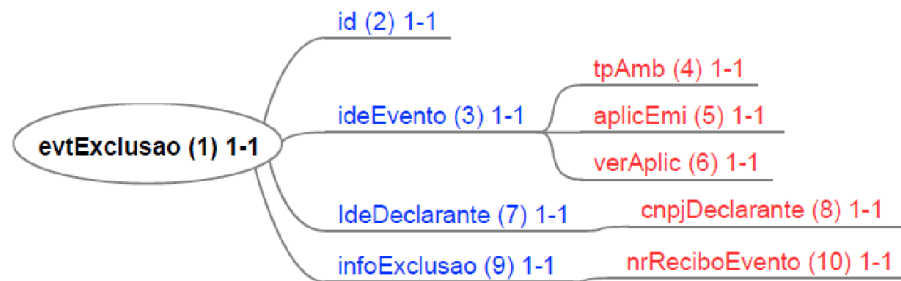 evtExclusao (1) 1-1
id (2) 1-1
ideEvento (3) 1-1
tpAmb (4) 1-1
aplicEmi (5) 1-1
verAplic (6) 1-1
IdeDeclarante (7) 1-1
cnpjDeclarante (8) 1-1
infoExclusao (9) 1-1
nrReciboEvento (10) 1-1